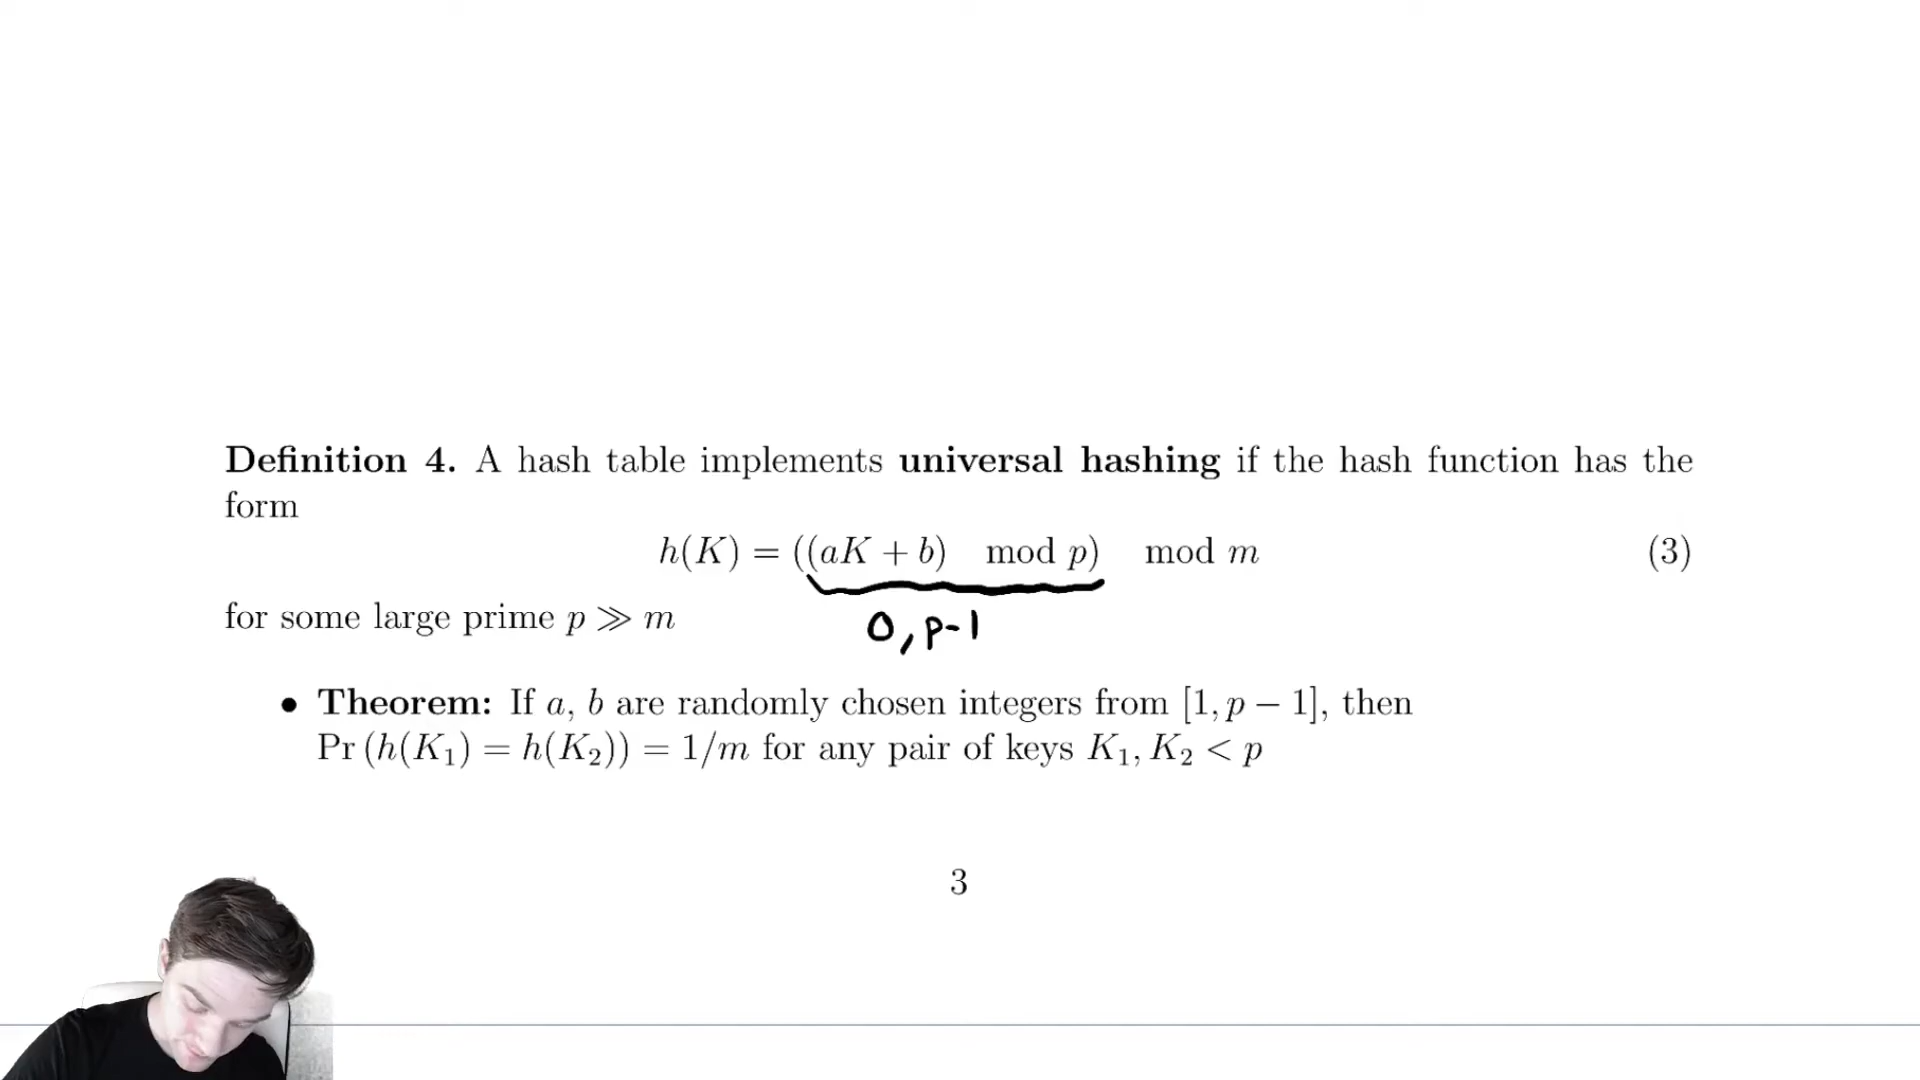 Definition 4. A hash table implements universal hashing if the hash function has the
form
h(K) = ((aK + b) mod p) mod m (3)
for some large prime p ≫ m
0, p-1
• Theorem: If a, b are randomly chosen integers from [1, p − 1], then
Pr (h(K₁) = h(K₂)) = 1/m for any pair of keys K₁, K₂ < p
3